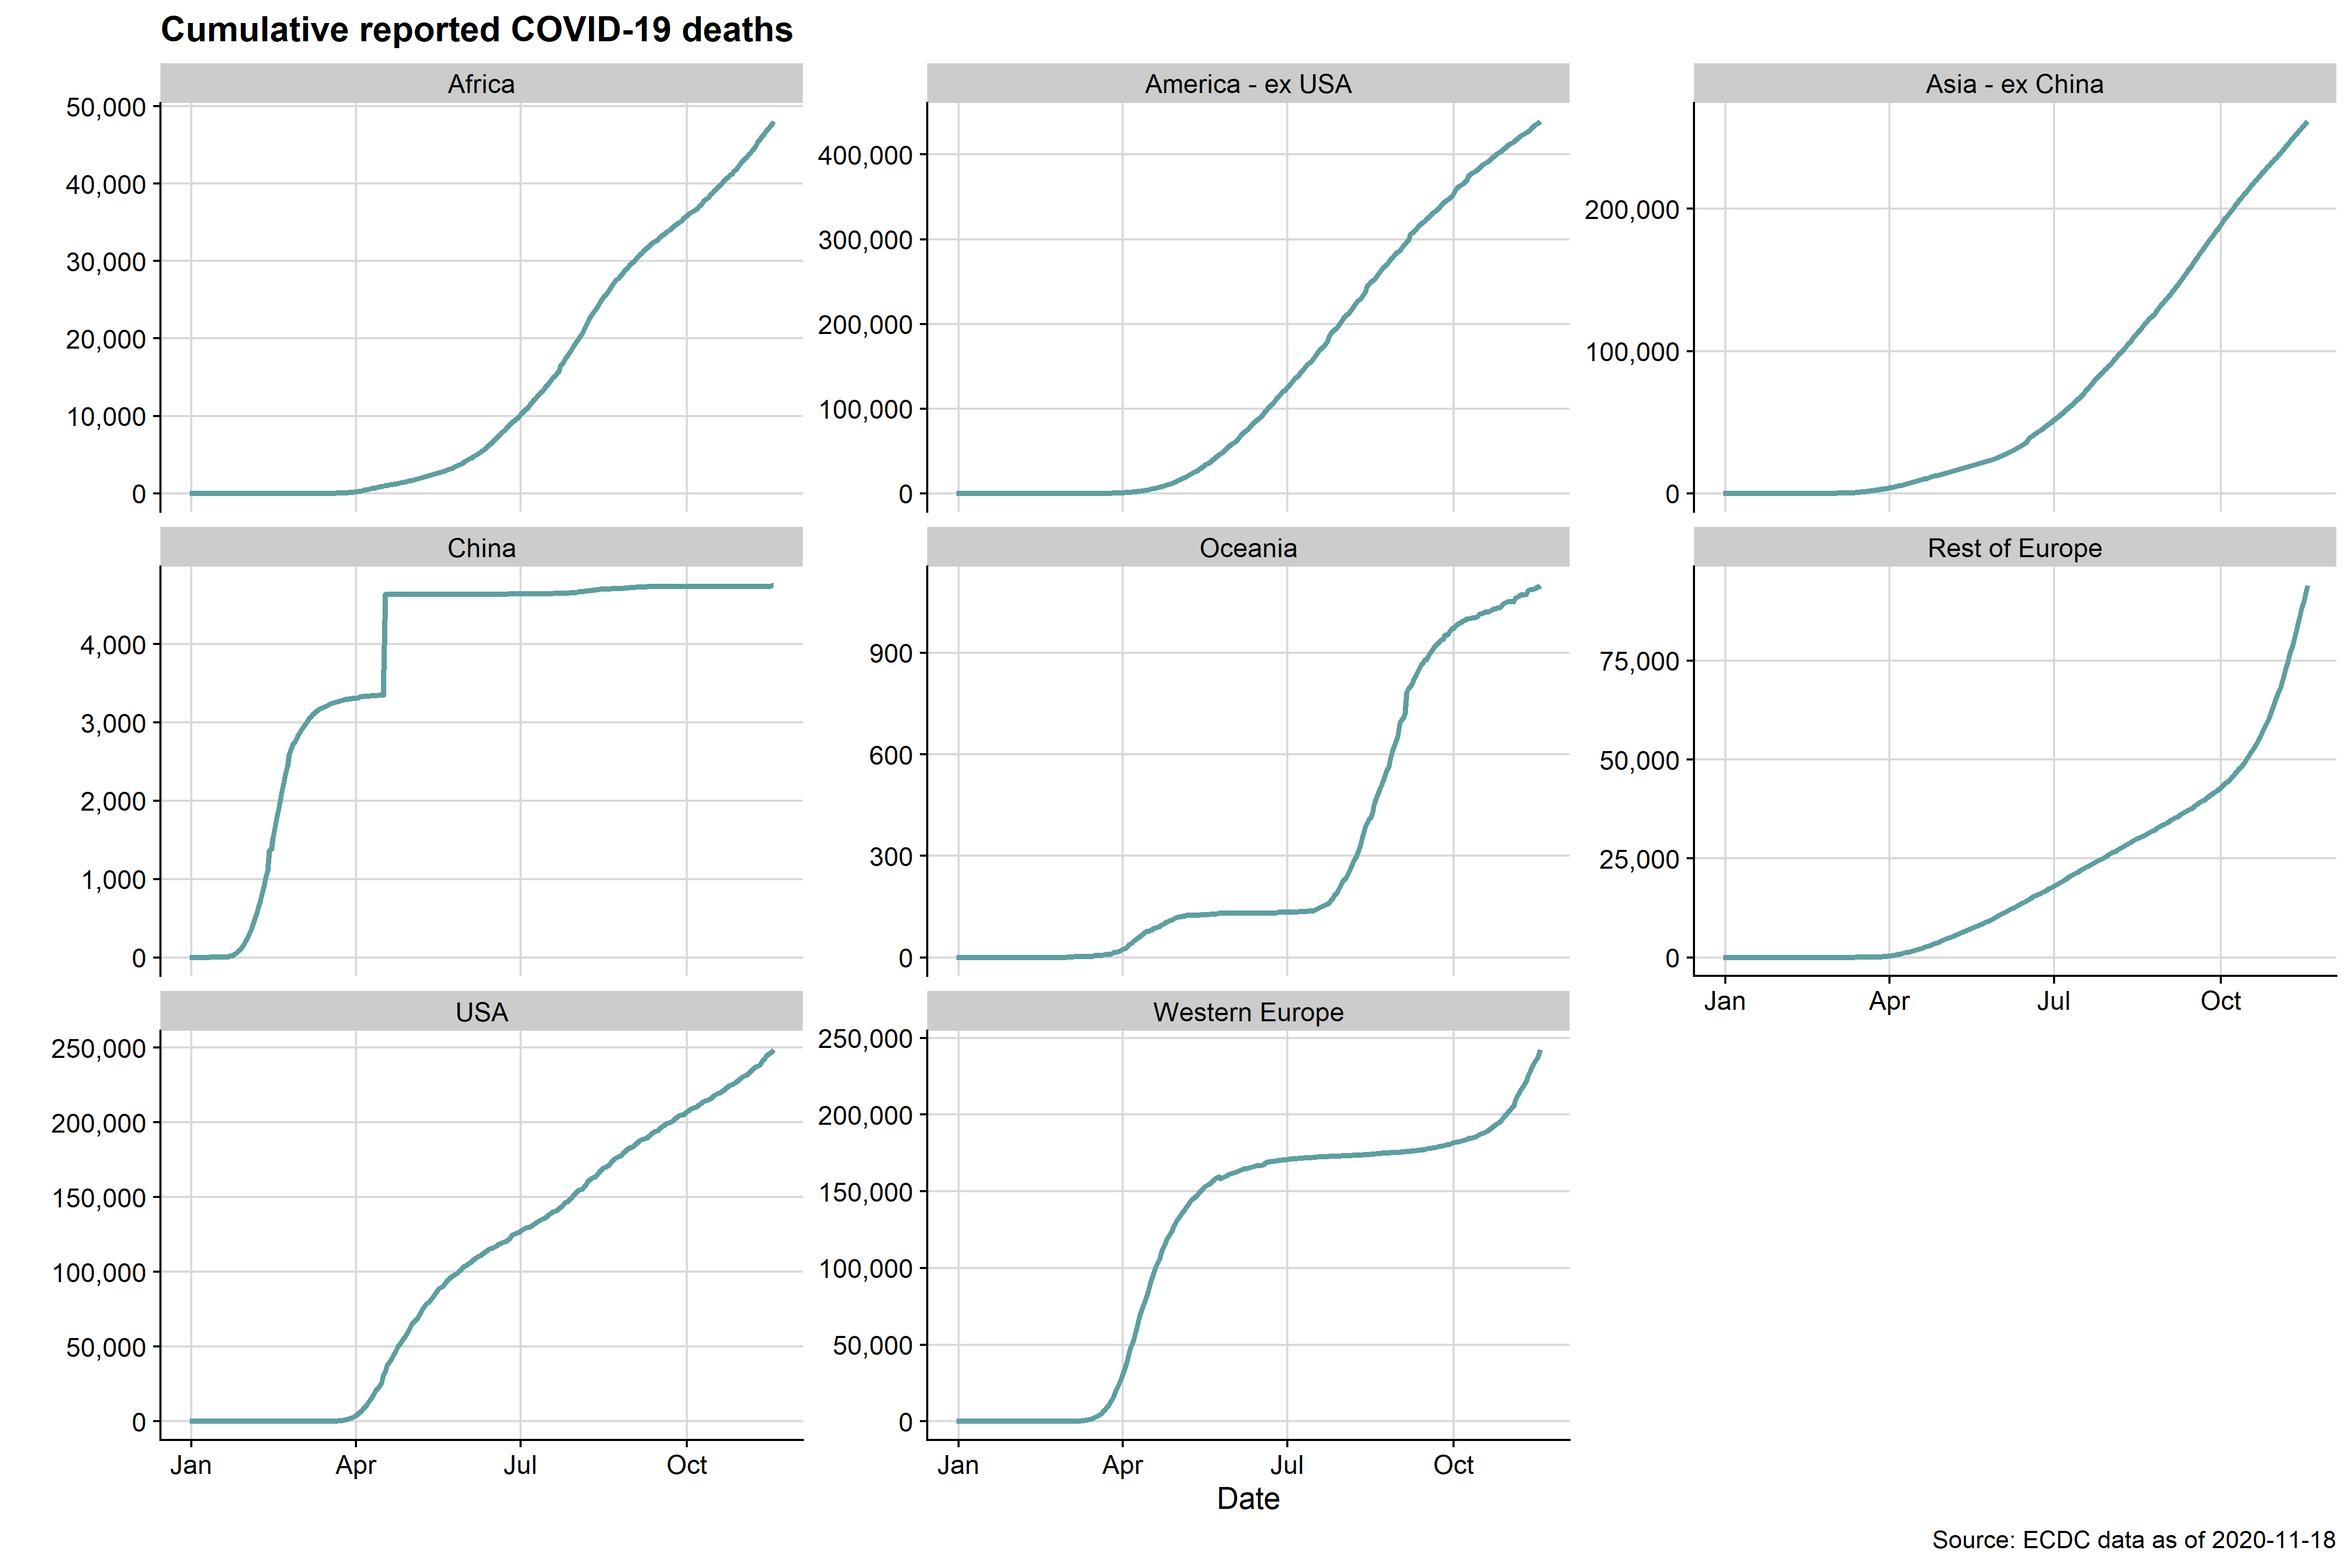 Cumulative reported COVID-19 deaths
Africa
America - ex USA
Asia - ex China
50,000
40,000
30,000
20,000
10,000
0
400,000
300,000
200,000
100,000
0
200,000
100,000
0
China
Oceania
Rest of Europe
4,000
3,000
2,000
1,000
0
900
600
300
0
75,000
50,000
25,000
0
Jan
Apr
Jul
Oct
USA
Western Europe
250,000
200,000
150,000
100,000
50,000
0
250,000
200,000
150,000
100,000
50,000
0
Jan
Apr
Jul
Oct
Jan
Apr
Jul
Oct
Date
Source: ECDC data as of 2020-11-18